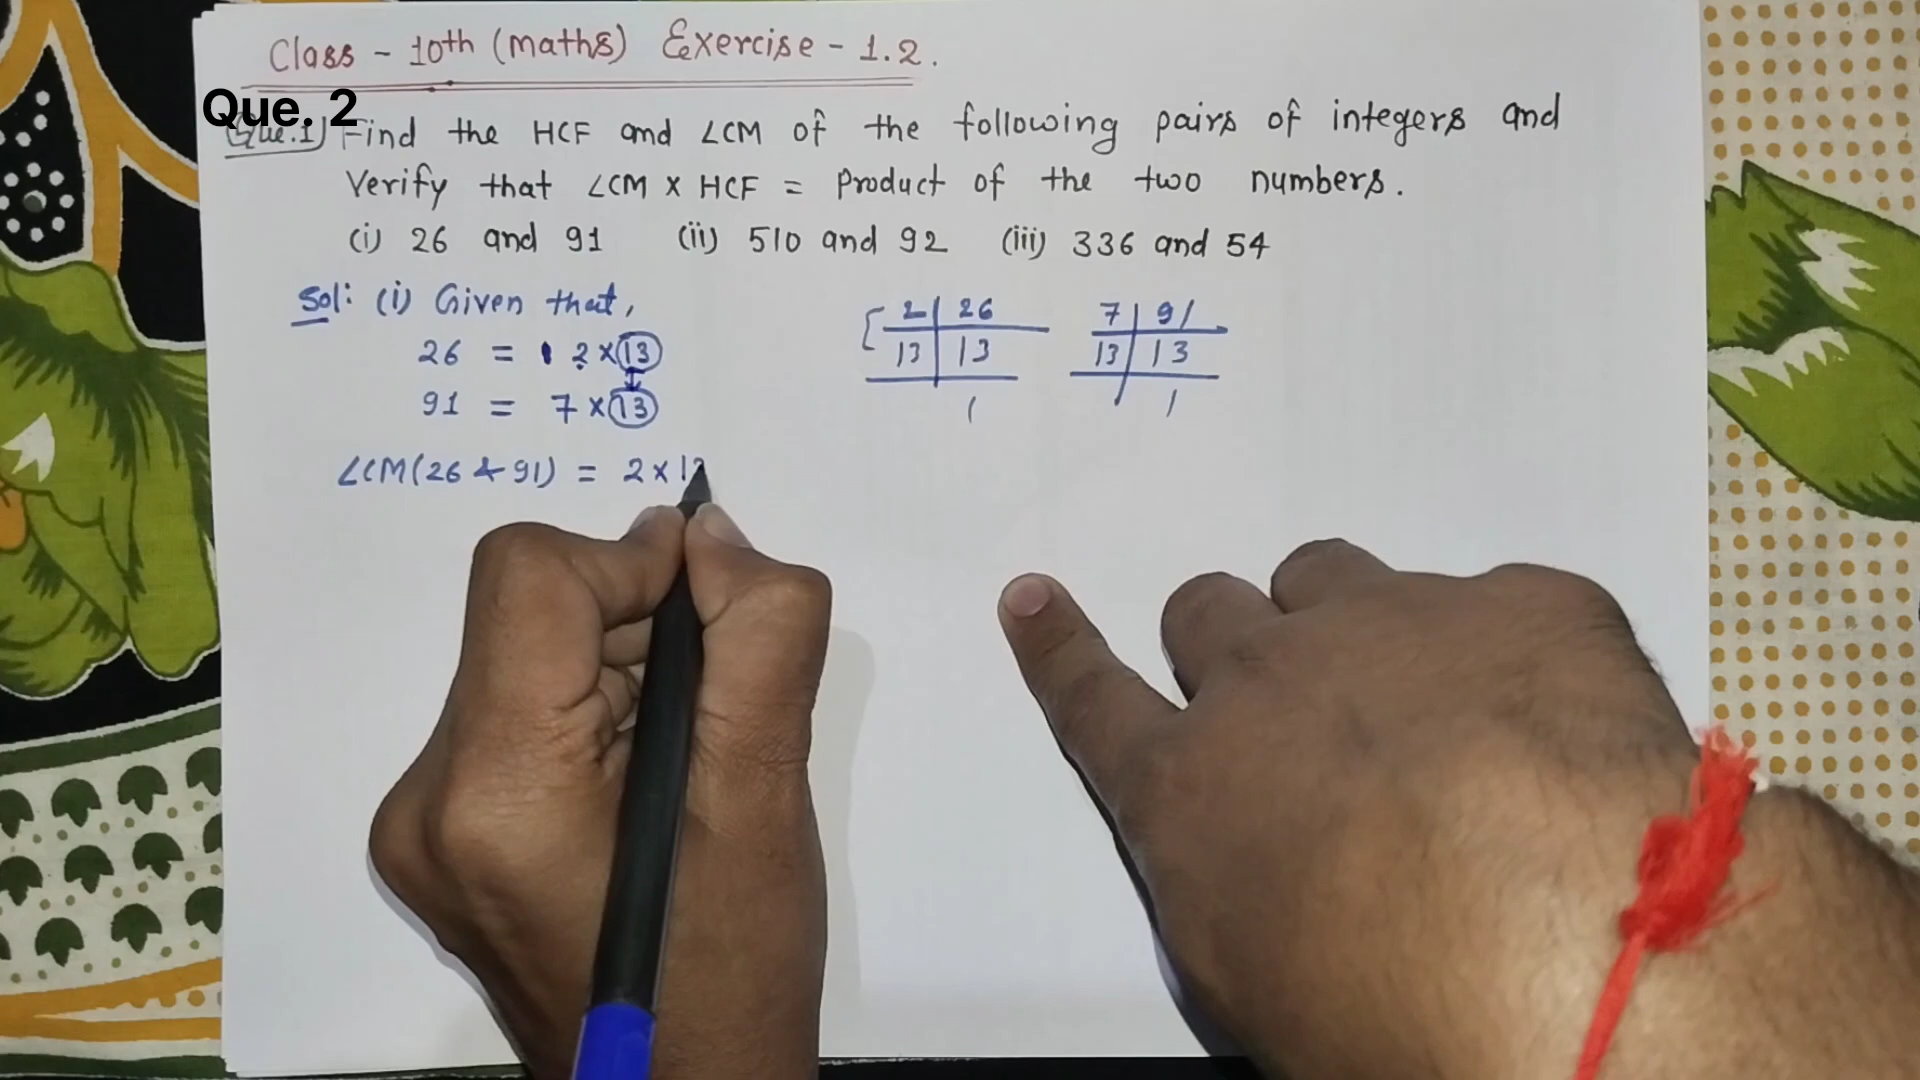 Class - 10th (maths) Exercise - 1.2.
Que. 2
Que.1) Find the HCF and LCM of the following pairs of integers and
Verify that LCM X HCF = Product of the two numbers.
(i) 26 and 91 (ii) 510 and 92 (iii) 336 and 54
Sol: (i) Given that,
26 = 2 × 13
91 = 7 × 13
2 | 26
13 | 13
1
7 | 91
13 | 13
1
LCM(26 & 91) = 2 × 13